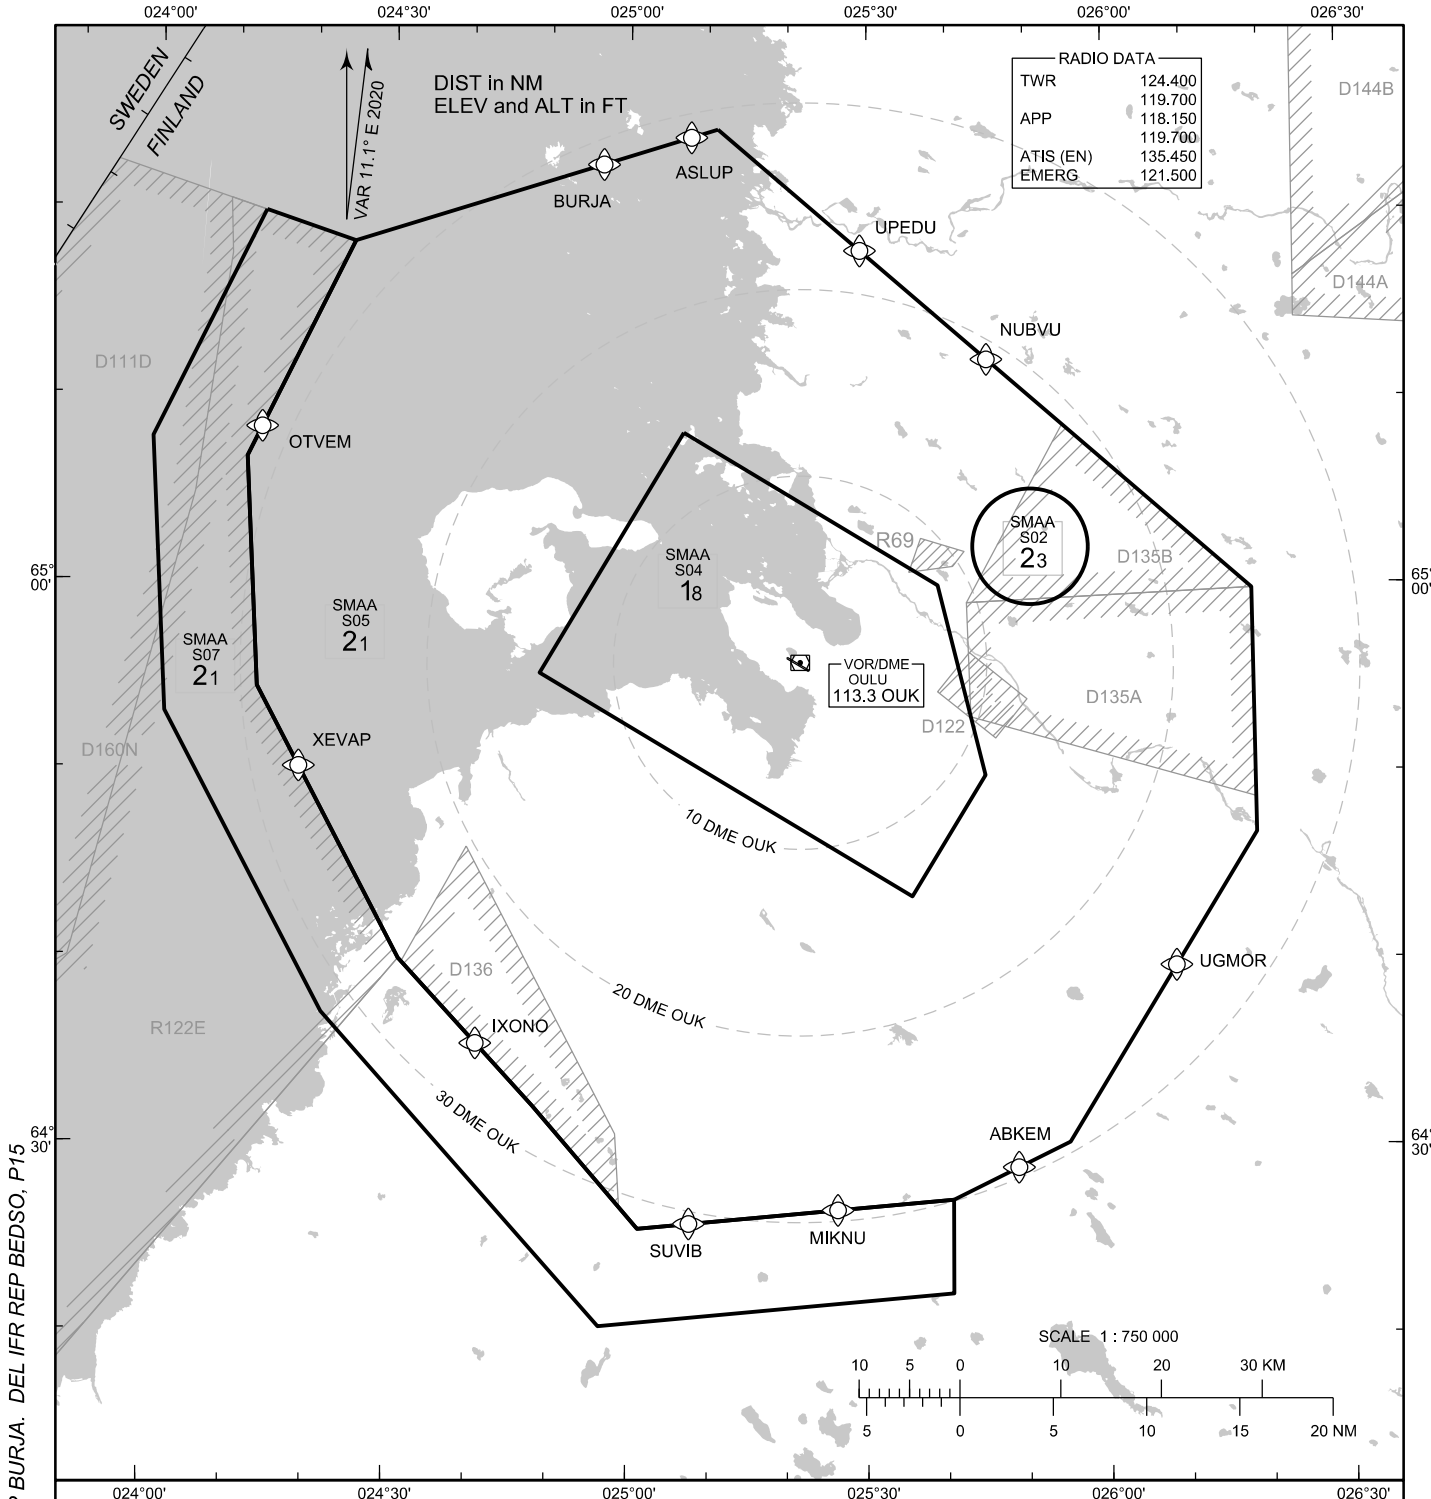 024°00'
024°30'
025°00'
025°30'
026°00'
026°30'
SWEDEN
FINLAND
VAR 11.1° E 2020
DIST in NM
ELEV and ALT in FT
RADIO DATA
TWR 124.400
119.700
APP 118.150
119.700
ATIS (EN) 135.450
EMERG 121.500
D144B
D144A
ASLUP
BURJA
UPEDU
NUBVU
D111D
OTVEM
R69
SMAA
S02
23
D135B
SMAA
S04
18
65°
00'
65°
00'
SMAA
S05
21
SMAA
S07
21
VOR/DME
OULU
113.3 OUK
D135A
D122
XEVAP
D160N
10 DME OUK
D136
UGMOR
20 DME OUK
R122E
IXONO
30 DME OUK
ABKEM
64°
30'
64°
30'
SUVIB
MIKNU
SCALE 1 : 750 000
10 5 0 10 20 30 KM
5 0 5 10 15 20 NM
BURJA. DEL IFR REP BEDSO, P15
024°00'
024°30'
025°00'
025°30'
026°00'
026°30'